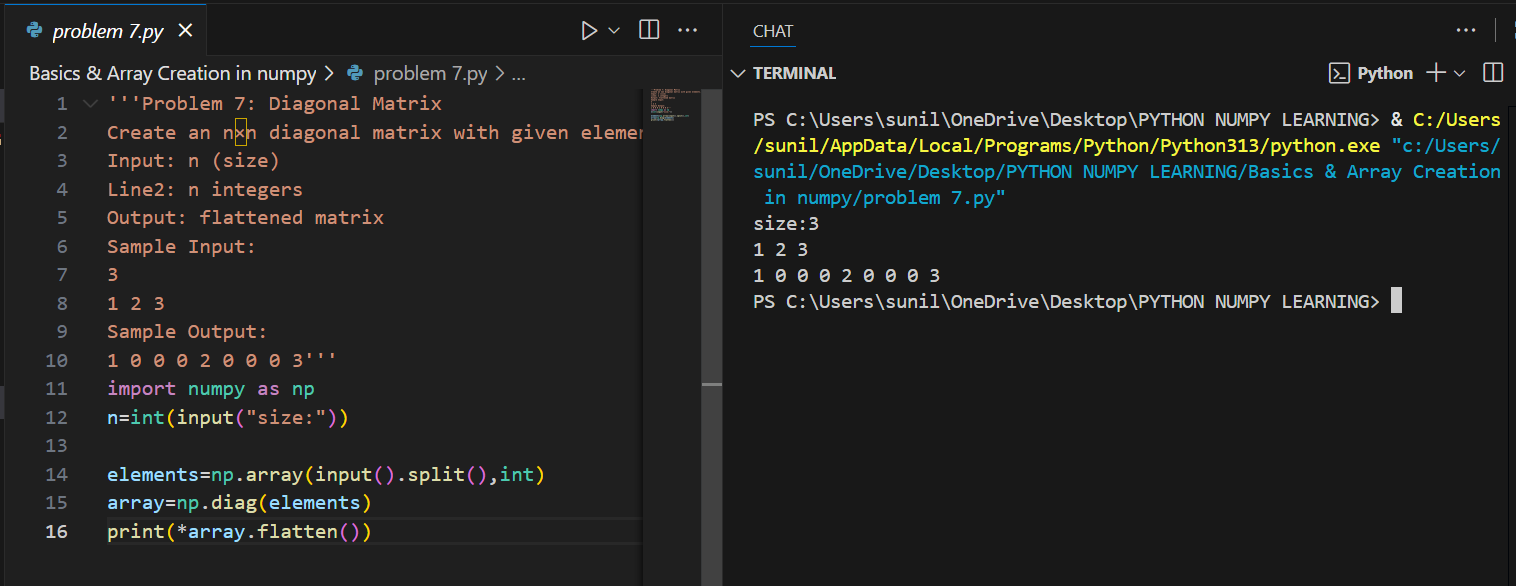 problem 7.py
Basics & Array Creation in numpy > problem 7.py > ...
1 '''Problem 7: Diagonal Matrix
2 Create an n×n diagonal matrix with given elemen
3 Input: n (size)
4 Line2: n integers
5 Output: flattened matrix
6 Sample Input:
7 3
8 1 2 3
9 Sample Output:
10 1 0 0 0 2 0 0 0 3'''
11 import numpy as np
12 n=int(input("size:"))
13
14 elements=np.array(input().split(),int)
15 array=np.diag(elements)
16 print(*array.flatten())
CHAT
TERMINAL
Python
PS C:\Users\sunil\OneDrive\Desktop\PYTHON NUMPY LEARNING> & C:/Users
/sunil/AppData/Local/Programs/Python/Python313/python.exe "c:/Users/
sunil/OneDrive/Desktop/PYTHON NUMPY LEARNING/Basics & Array Creation
in numpy/problem 7.py"
size:3
1 2 3
1 0 0 0 2 0 0 0 3
PS C:\Users\sunil\OneDrive\Desktop\PYTHON NUMPY LEARNING>